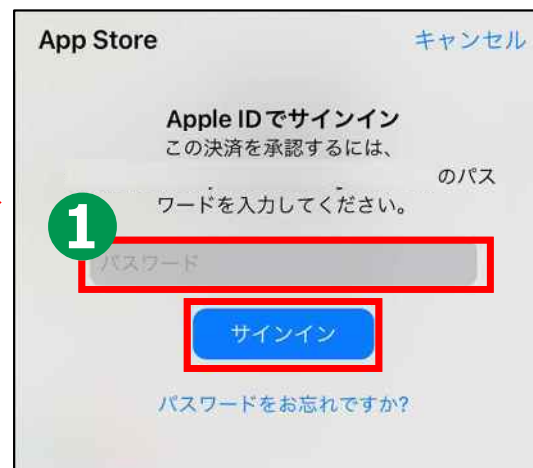 App Store
キャンセル
Apple IDでサインイン
この決済を承認するには、
のパス
ワードを入力してください。
1
パスワード
サインイン
パスワードをお忘れですか?